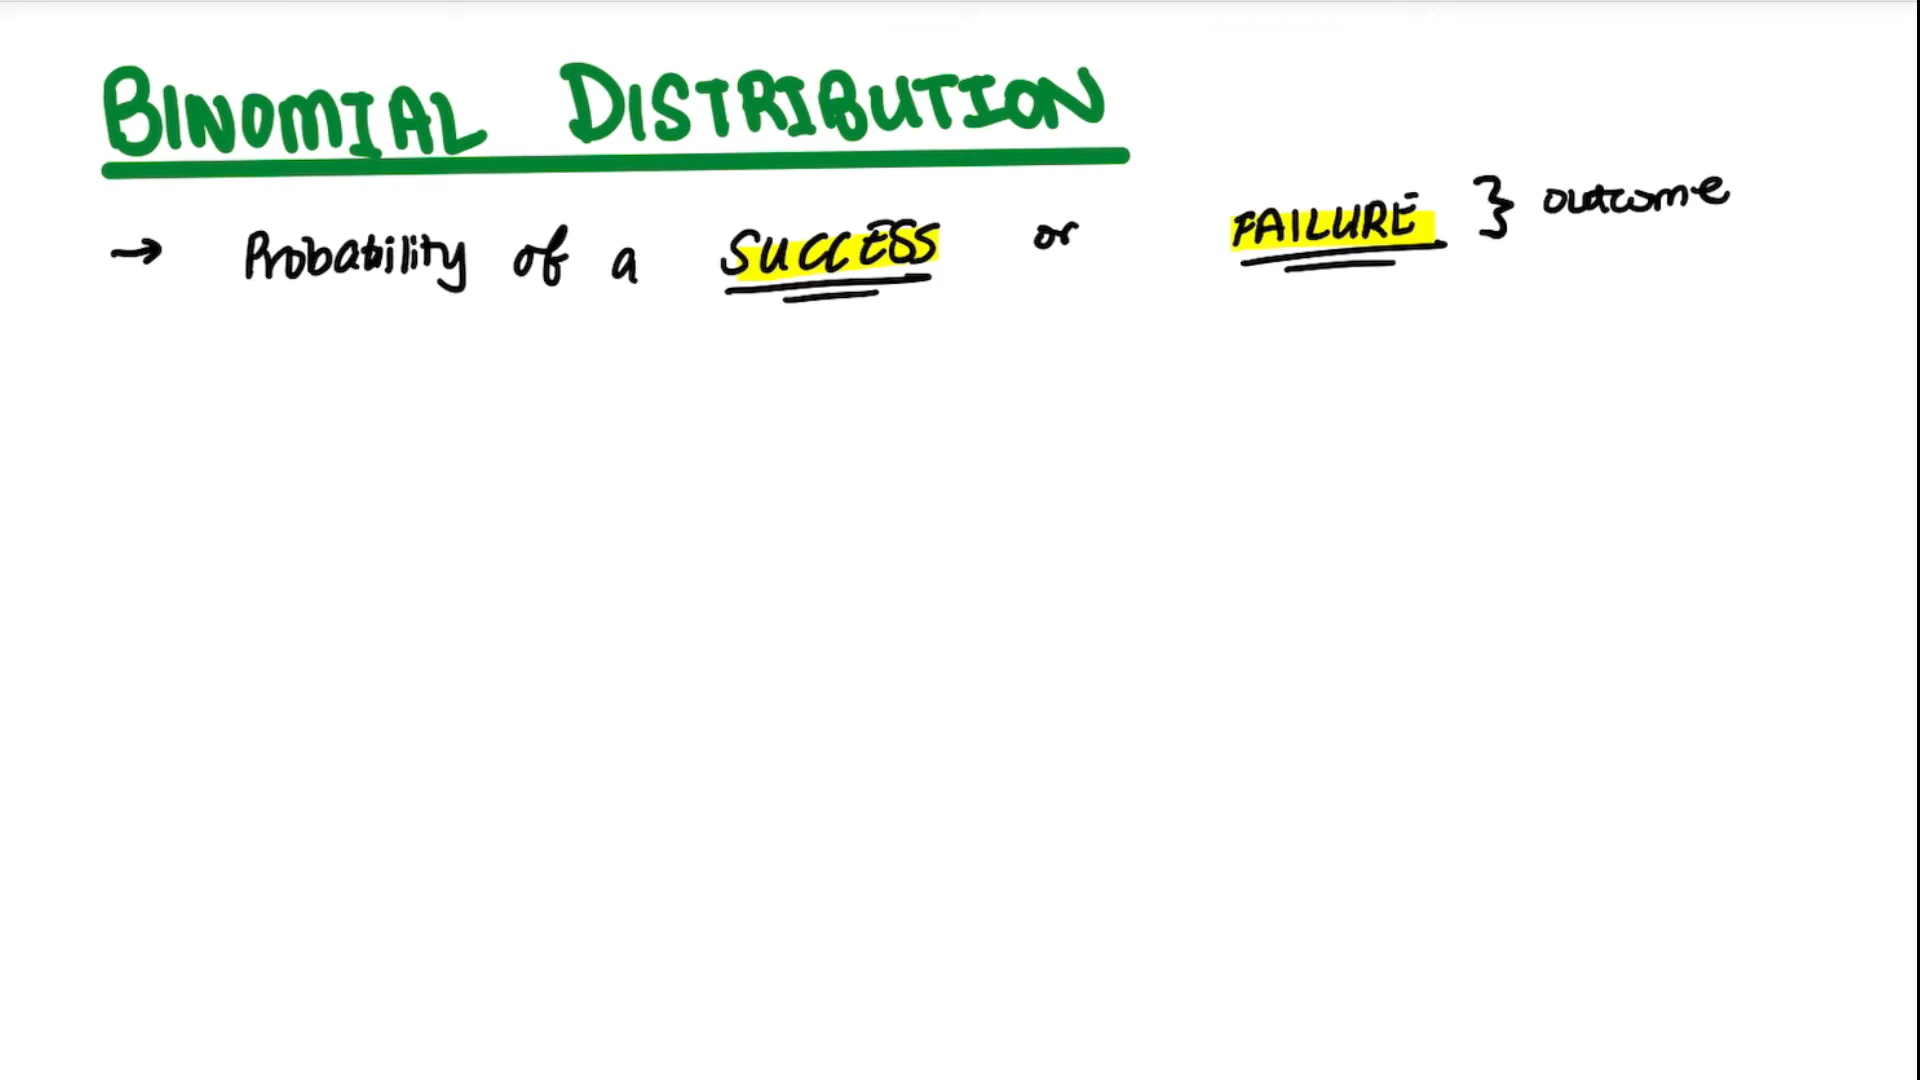 BINOMIAL DISTRIBUTION
→ Probability of a SUCCESS or FAILURE } outcome